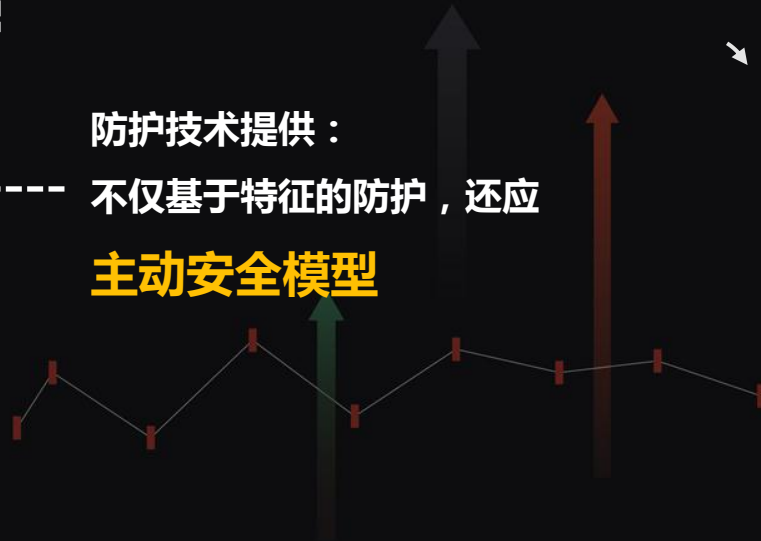 防护技术提供：
不仅基于特征的防护，还应
主动安全模型